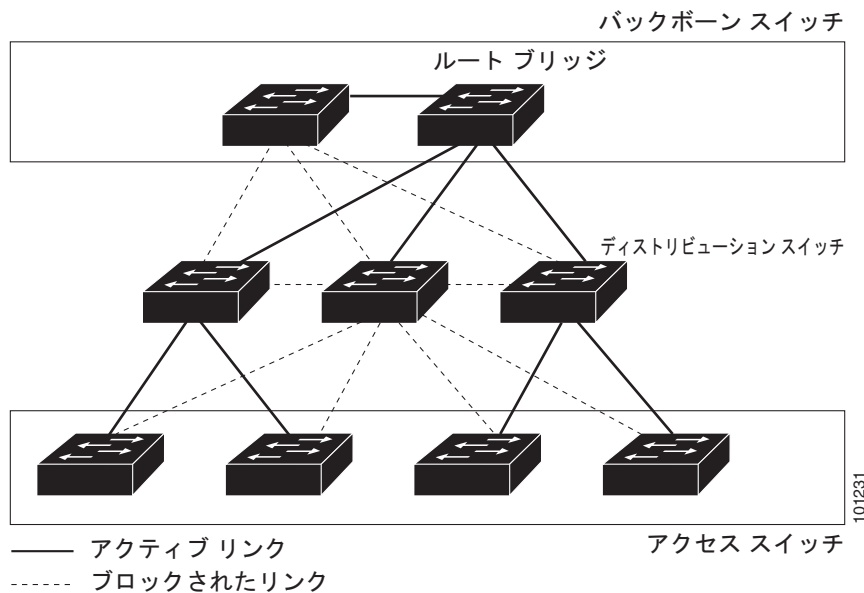 バックボーン スイッチ
ルート ブリッジ
ディストリビューション スイッチ
101231
アクセス スイッチ
アクティブ リンク
ブロックされたリンク